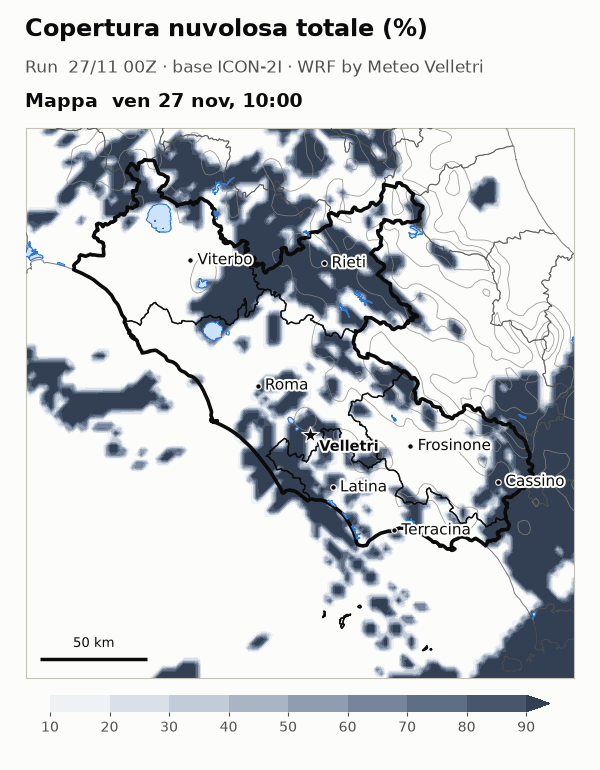 Copertura nuvolosa totale (%)
Run  27/11 00Z · base ICON-2I · WRF by Meteo Velletri
Mappa  ven 27 nov, 10:00
Viterbo
Rieti
Roma
Velletri
Frosinone
Cassino
Latina
Terracina
50 km
10 20 30 40 50 60 70 80 90